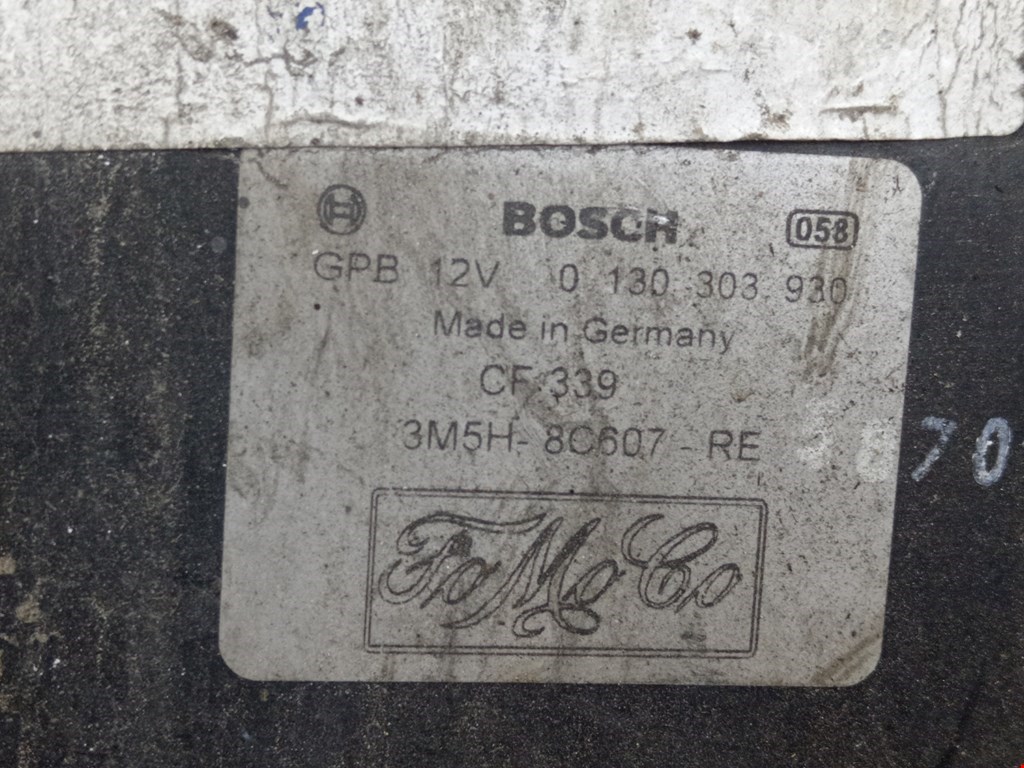 BOSCH 058
GPB 12V 0 130 303 930
Made in Germany
CF 339
3M5H- 8C607 - RE
70
FoMoCo